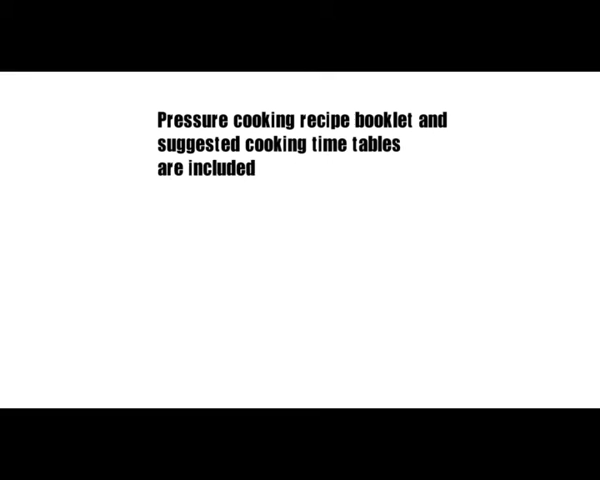 Pressure cooking recipe booklet and
suggested cooking time tables
are included